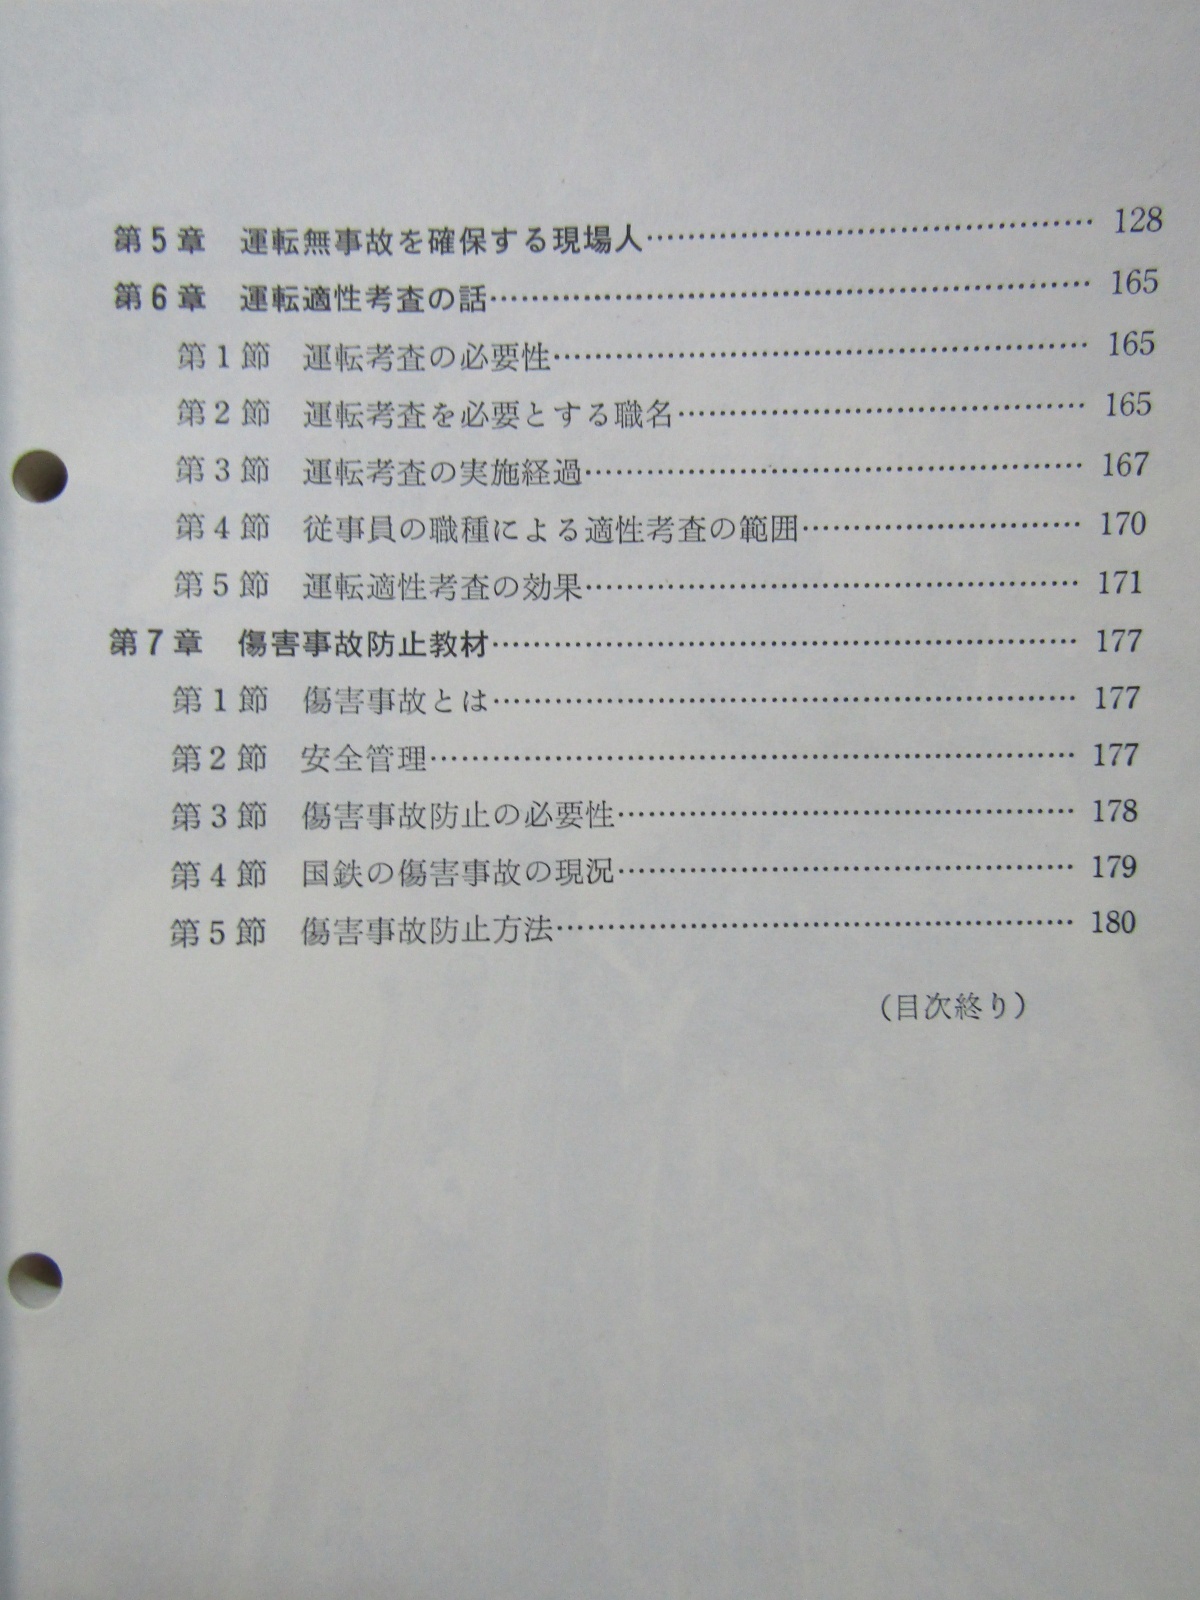 第5章　運転無事故を確保する現場人…………………………………………… 128
第6章　運転適性考査の話…………………………………………………………… 165
第1節　運転考査の必要性…………………………………………………… 165
第2節　運転考査を必要とする職名………………………………………… 165
第3節　運転考査の実施経過………………………………………………… 167
第4節　従事員の職種による適性考査の範囲……………………………… 170
第5節　運転適性考査の効果………………………………………………… 171
第7章　傷害事故防止教材………………………………………………………… 177
第1節　傷害事故とは………………………………………………………… 177
第2節　安全管理……………………………………………………………… 177
第3節　傷害事故防止の必要性……………………………………………… 178
第4節　国鉄の傷害事故の現況……………………………………………… 179
第5節　傷害事故防止方法…………………………………………………… 180
（目次終り）